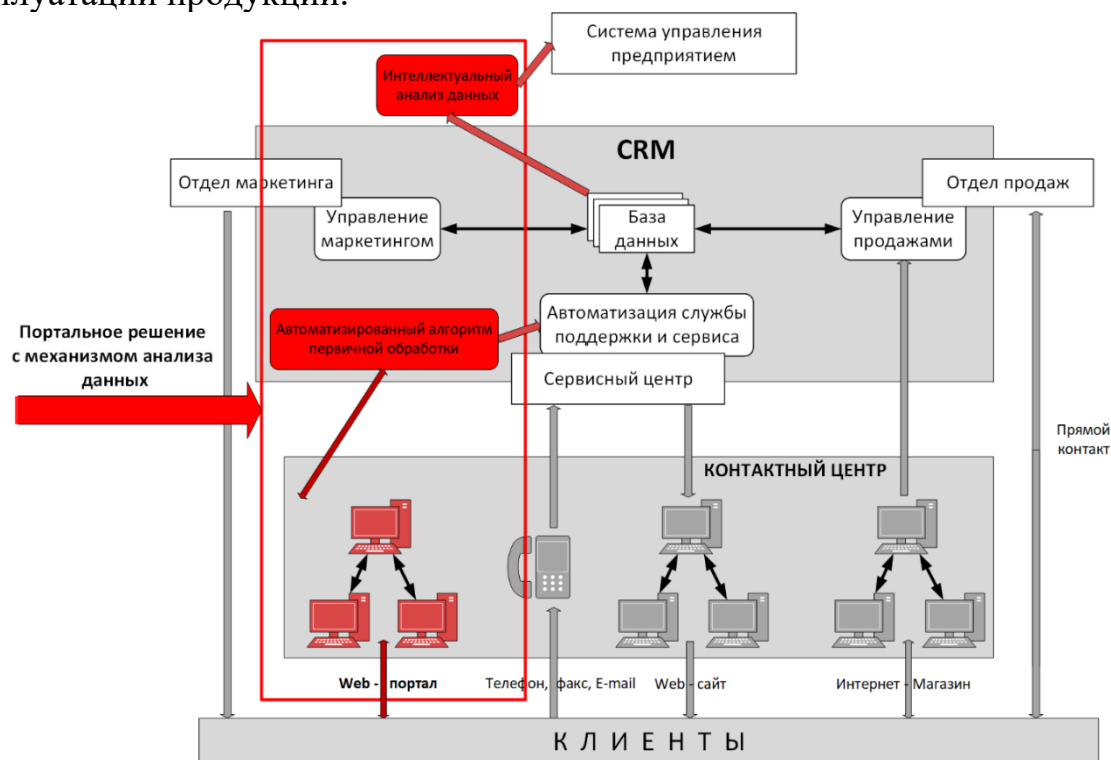 плуатации продукции.
Система управления
предприятием
Интеллектуальный
анализ данных
CRM
Отдел маркетинга
Отдел продаж
Управление
маркетингом
База
данных
Управление
продажами
Автоматизированный алгоритм
первичной обработки
Автоматизация службы
поддержки и сервиса
Портальное решение
с механизмом анализа
данных
Сервисный центр
Прямой
контакт
КОНТАКТНЫЙ ЦЕНТР
Web - портал
Телефон, факс, E-mail
Web - сайт
Интернет - Магазин
К Л И Е Н Т Ы